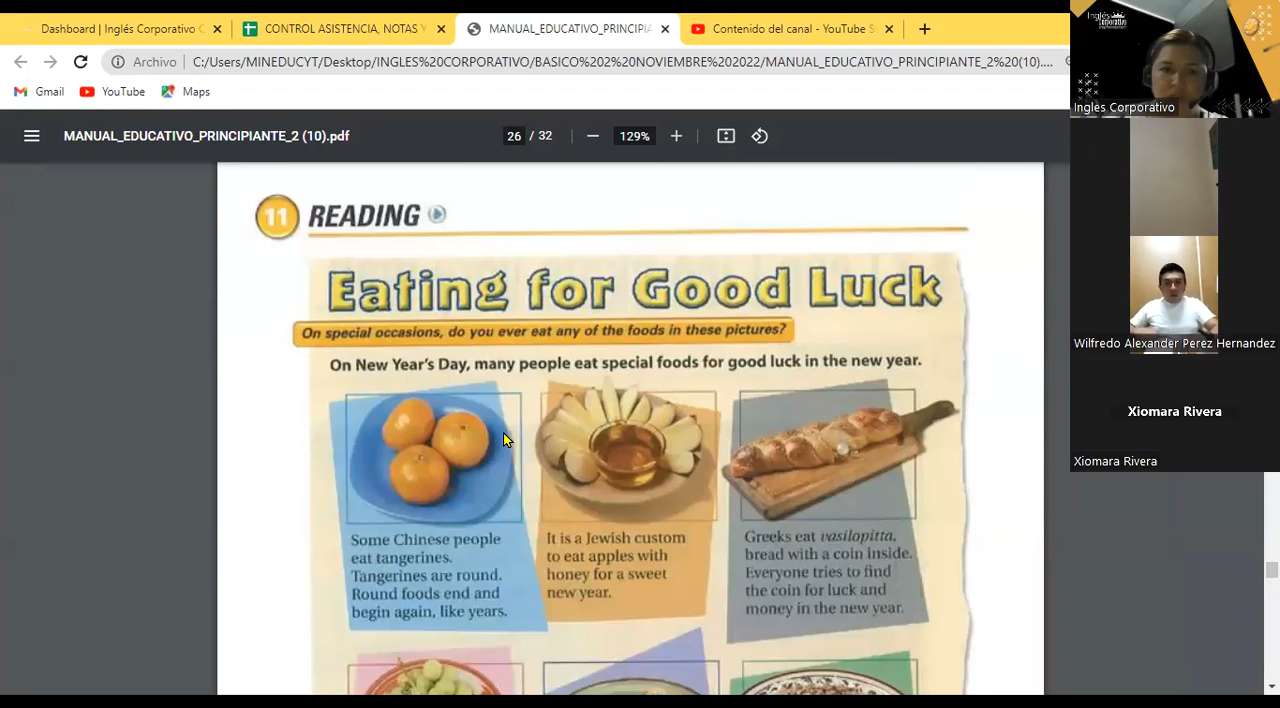 Dashboard | Inglés Corporativo C
CONTROL ASISTENCIA, NOTAS Y
MANUAL_EDUCATIVO_PRINCIPIA
Contenido del canal - YouTube S
Archivo
C:/Users/MINEDUCYT/Desktop/INGLES%20CORPORATIVO/BASICO%202%20NOVIEMBRE%202022/MANUAL_EDUCATIVO_PRINCIPIANTE_2%20(10)....
Gmail
YouTube
Maps
MANUAL_EDUCATIVO_PRINCIPIANTE_2 (10).pdf
26 / 32
129%
11 READING
Eating for Good Luck
On special occasions, do you ever eat any of the foods in these pictures?
On New Year's Day, many people eat special foods for good luck in the new year.
Some Chinese people
eat tangerines.
Tangerines are round.
Round foods end and
begin again, like years.
It is a Jewish custom
to eat apples with
honey for a sweet
new year.
Greeks eat vasilopitta,
bread with a coin inside.
Everyone tries to find
the coin for luck and
money in the new year.
Inglés
Corporativo
Ingles Corporativo
Wilfredo Alexander Perez Hernandez
Xiomara Rivera
Xiomara Rivera